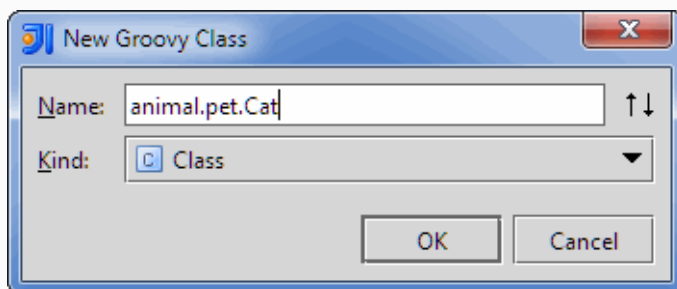 New Groovy Class
Name: animal.pet.Cat
Kind: C Class
OK Cancel